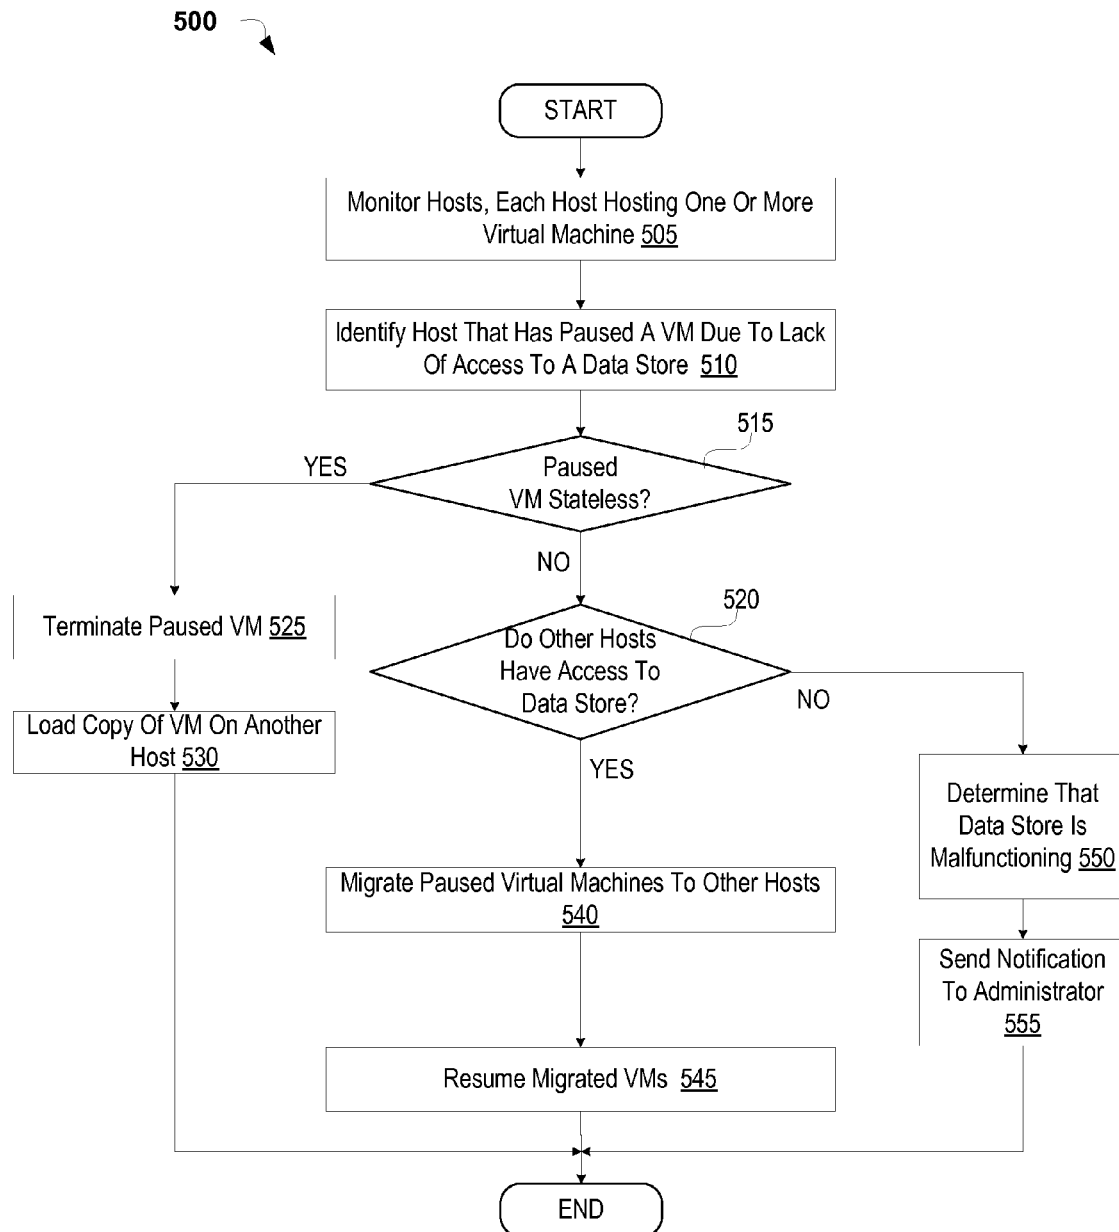 500
START
Monitor Hosts, Each Host Hosting One Or More
Virtual Machine 505
Identify Host That Has Paused A VM Due To Lack
Of Access To A Data Store 510
515
YES
Paused
VM Stateless?
NO
520
Terminate Paused VM 525
Do Other Hosts
Have Access To
Data Store?
NO
Load Copy Of VM On Another
Host 530
YES
Determine That
Data Store Is
Malfunctioning 550
Migrate Paused Virtual Machines To Other Hosts
540
Send Notification
To Administrator
555
Resume Migrated VMs 545
END